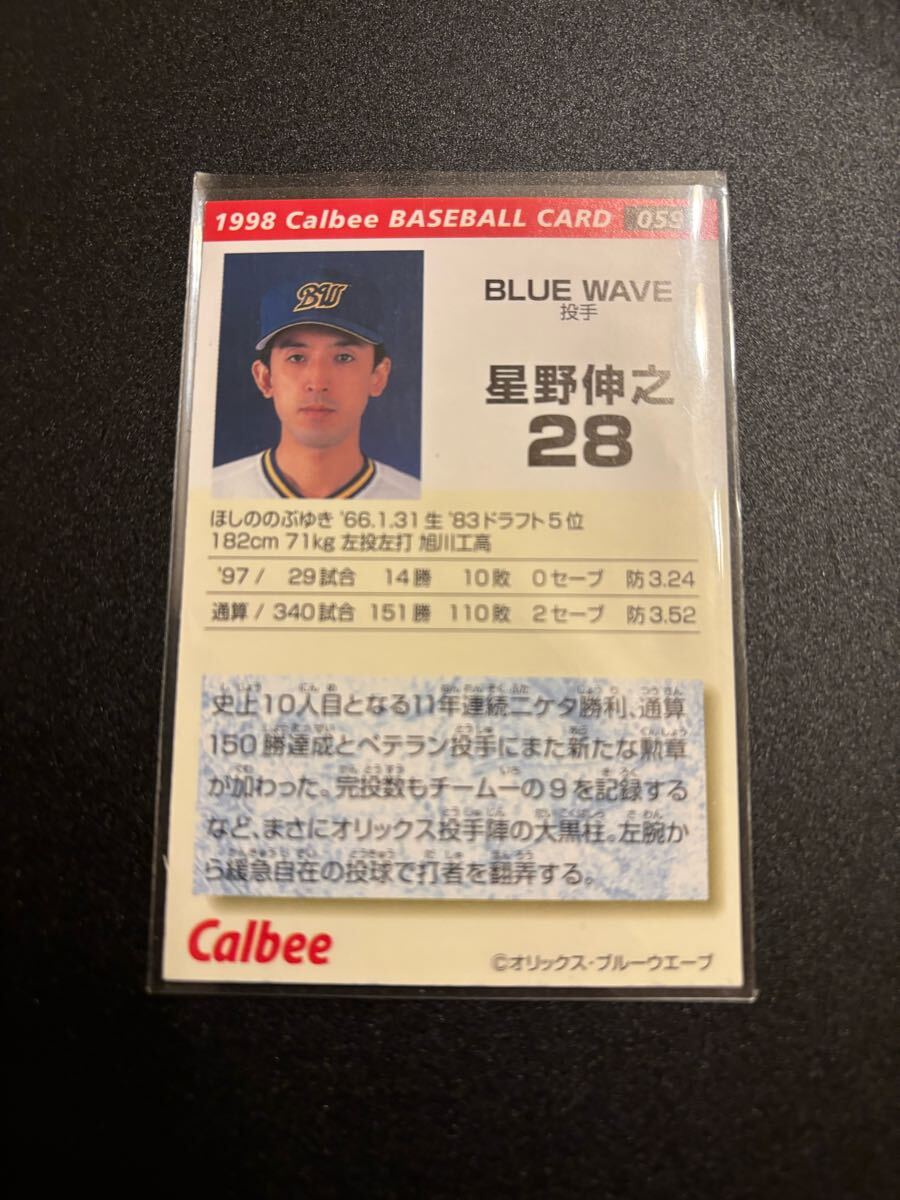 1998 Calbee BASEBALL CARD 059
BW
BLUE WAVE
投手
星野伸之
28
ほしののぶゆき '66.1.31生 '83ドラフト5位
182cm 71kg 左投左打 旭川工高
'97/ 29試合 14勝 10敗 0セーブ 防3.24
通算/340試合 151勝 110敗 2セーブ 防3.52
史上10人目となる11年連続二ケタ勝利、通算
150勝達成とベテラン投手にまた新たな勲章
が加わった。完投数もチーム一の9を記録する
など、まさにオリックス投手陣の大黒柱。左腕か
ら緩急自在の投球で打者を翻弄する。
Calbee
©オリックス・ブルーウエーブ